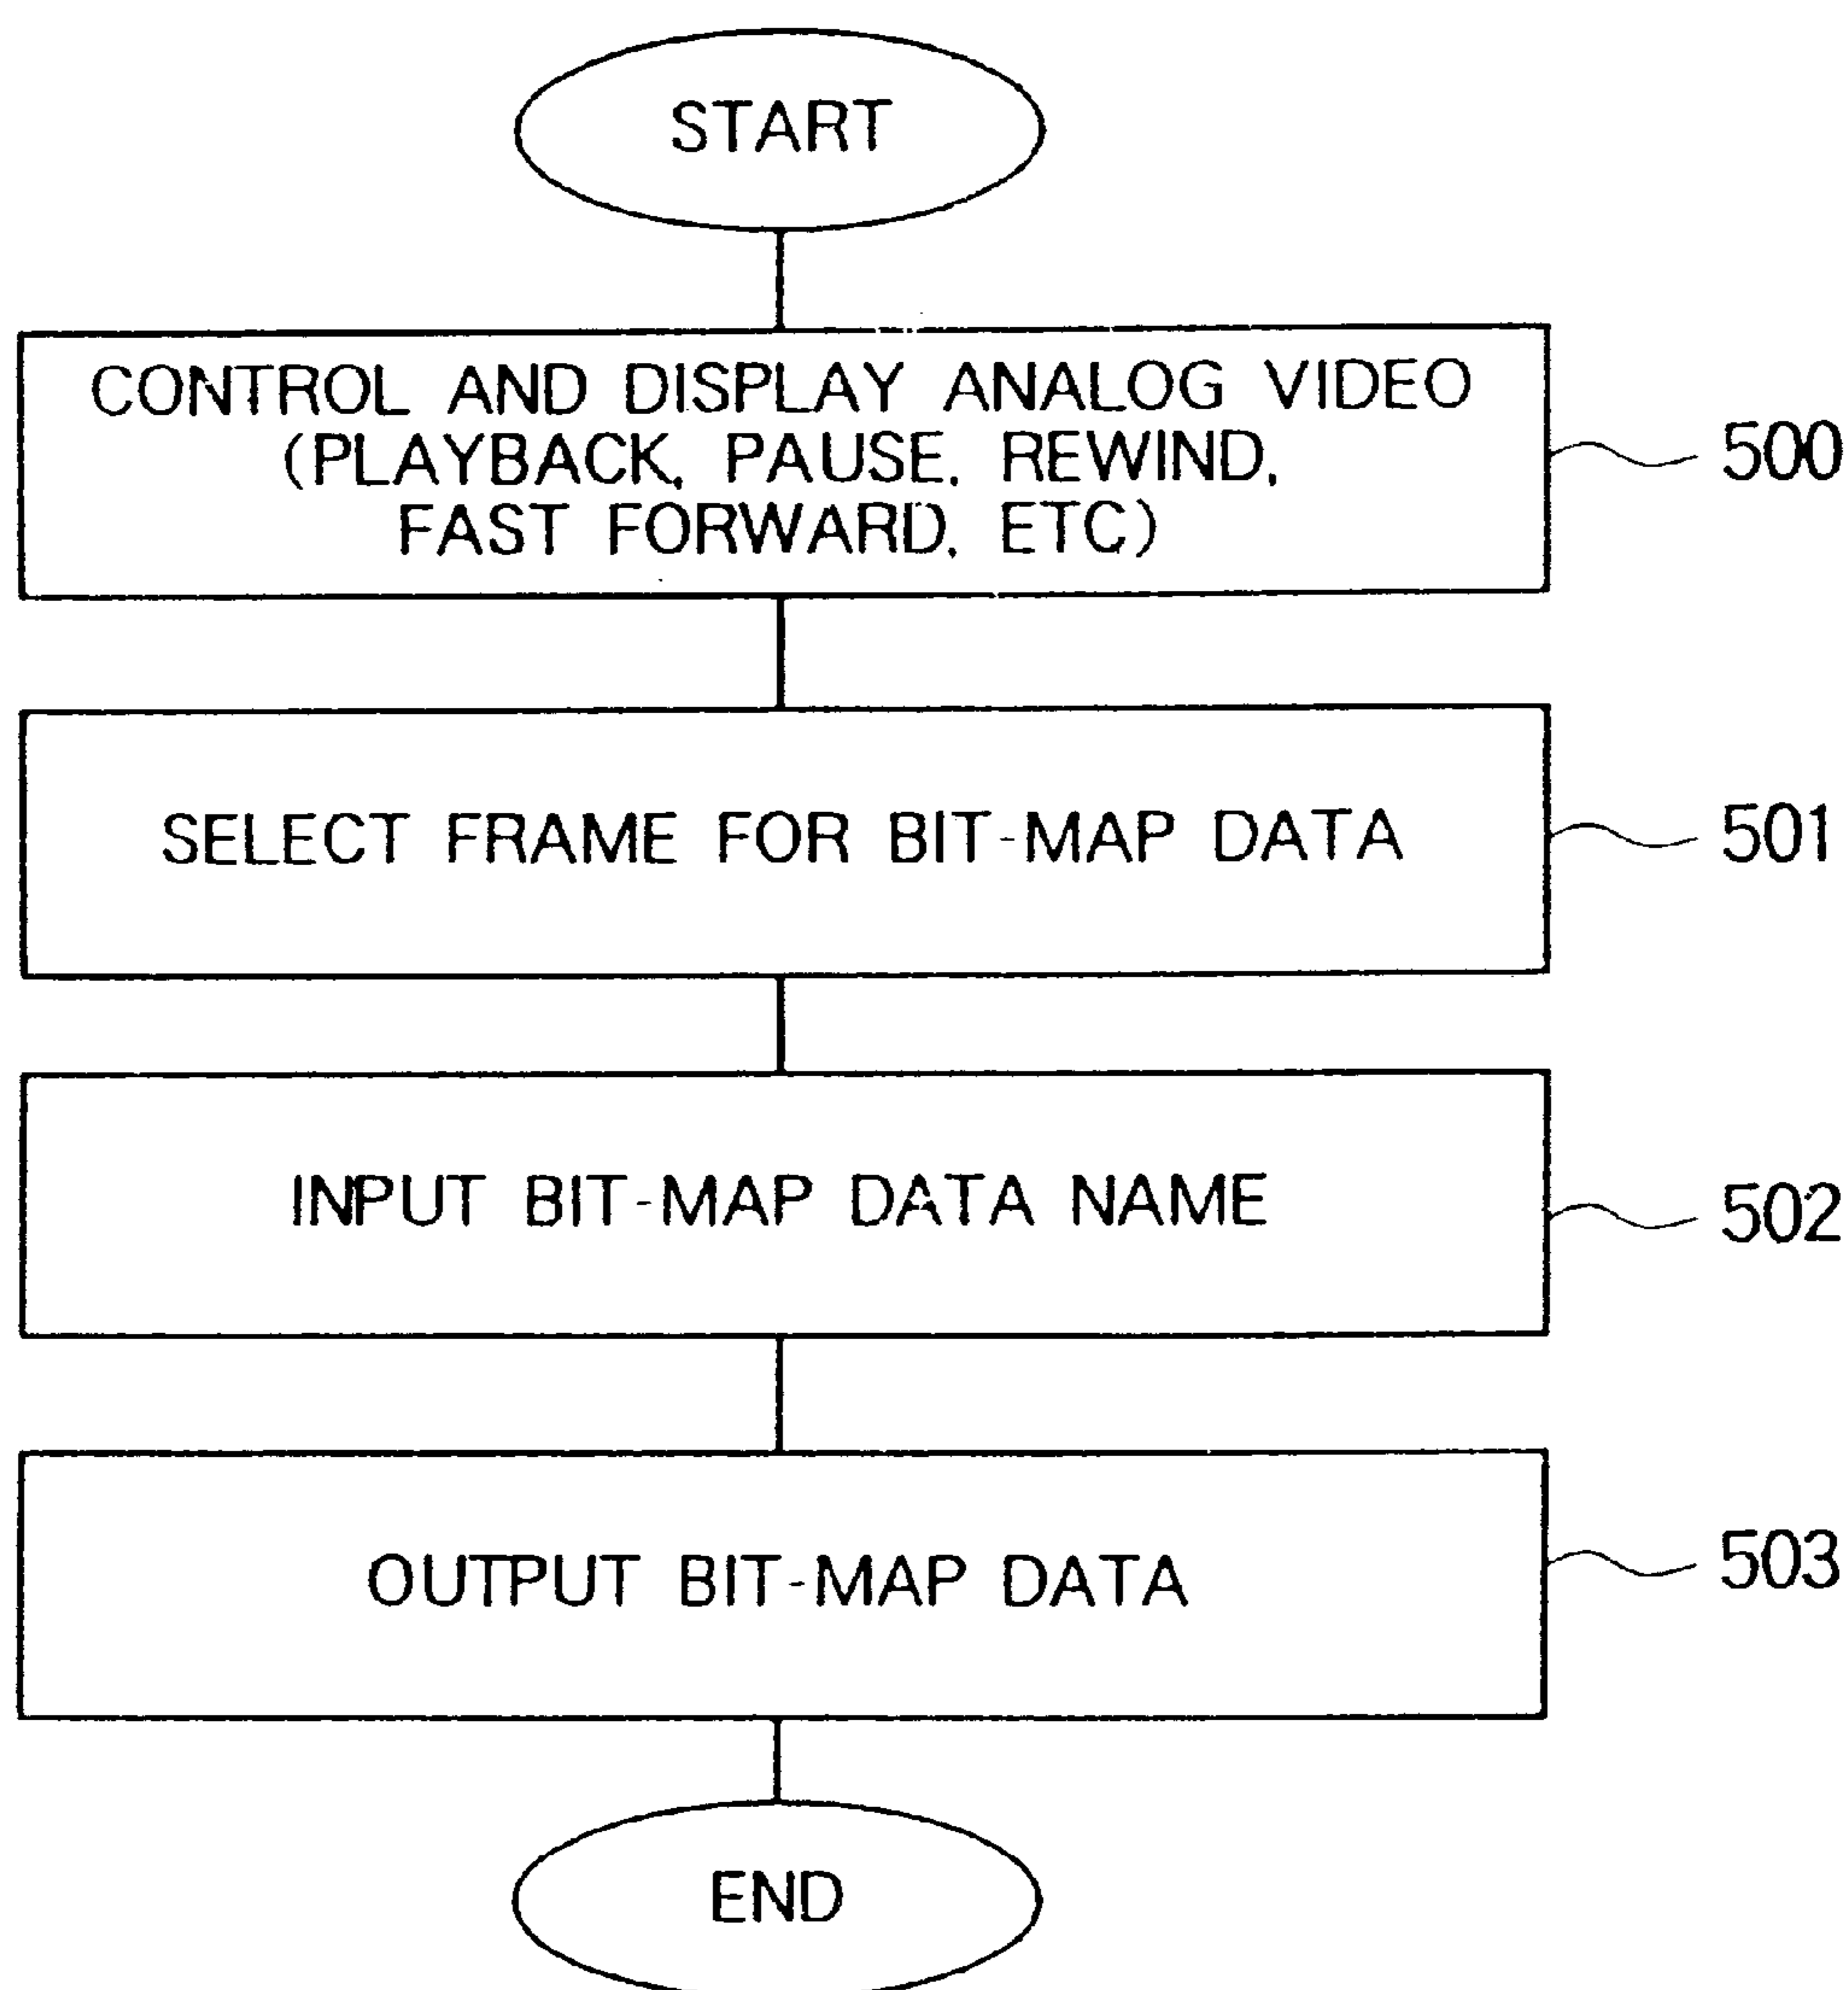 START
CONTROL AND DISPLAY ANALOG VIDEO
(PLAYBACK, PAUSE, REWIND,
FAST FORWARD, ETC)
500
SELECT FRAME FOR BIT-MAP DATA
501
INPUT BIT-MAP DATA NAME
502
OUTPUT BIT-MAP DATA
503
END